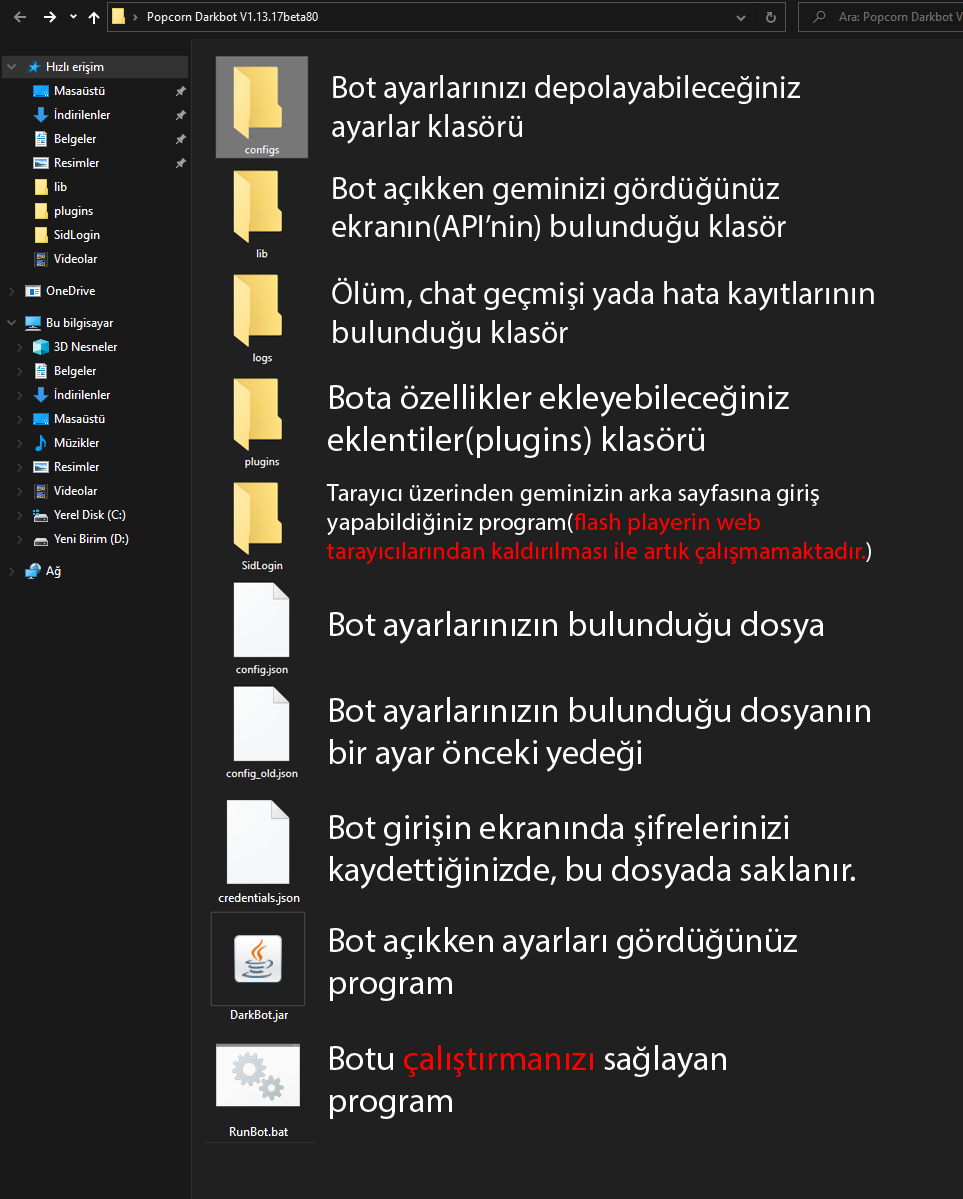 Popcorn Darkbot V1.13.17beta80
Ara: Popcorn Darkbot V
Hızlı erişim
Masaüstü
İndirilenler
Belgeler
Resimler
lib
plugins
SidLogin
Videolar
OneDrive
Bu bilgisayar
3D Nesneler
Belgeler
İndirilenler
Masaüstü
Müzikler
Resimler
Videolar
Yerel Disk (C:)
Yeni Birim (D:)
Ağ
configs
Bot ayarlarınızı depolayabileceğiniz
ayarlar klasörü
lib
Bot açıkken geminizi gördüğünüz
ekranın(API’nin) bulunduğu klasör
logs
Ölüm, chat geçmişi yada hata kayıtlarının
bulunduğu klasör
plugins
Bota özellikler ekleyebileceğiniz
eklentiler(plugins) klasörü
SidLogin
Tarayıcı üzerinden geminizin arka sayfasına giriş
yapabildiğiniz program(flash playerin web
tarayıcılarından kaldırılması ile artık çalışmamaktadır.)
config.json
Bot ayarlarınızın bulunduğu dosya
config_old.json
Bot ayarlarınızın bulunduğu dosyanın
bir ayar önceki yedeği
credentials.json
Bot girişin ekranında şifrelerinizi
kaydettiğinizde, bu dosyada saklanır.
DarkBot.jar
Bot açıkken ayarları gördüğünüz
program
RunBot.bat
Botu çalıştırmanızı sağlayan
program